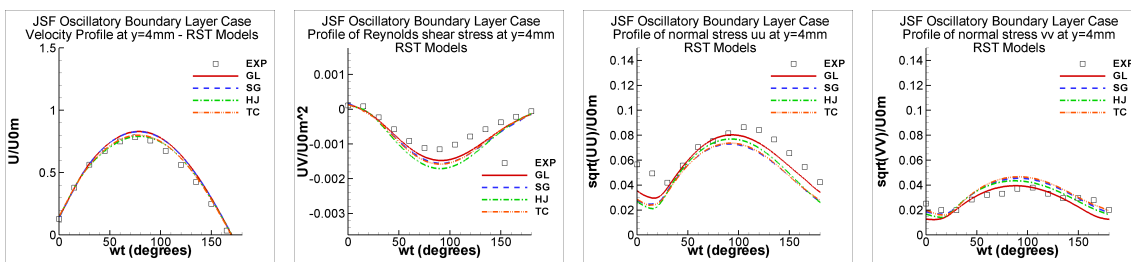 JSF Oscillatory Boundary Layer Case
Velocity Profile at y=4mm - RST Models
1.5
1
0.5
0
U/U0m
EXP
GL
SG
HJ
TC
0
50
100
150
wt (degrees)
JSF Oscillatory Boundary Layer Case
Profile of Reynolds shear stress at y=4mm
RST Models
0.001
0
-0.001
-0.002
-0.003
UV/U0m^2
EXP
GL
SG
HJ
TC
0
50
100
150
wt (degrees)
JSF Oscillatory Boundary Layer Case
Profile of normal stress uu at y=4mm
RST Models
0.14
0.12
0.1
0.08
0.06
0.04
0.02
0
sqrt(UU)/U0m
EXP
GL
SG
HJ
TC
0
50
100
150
wt (degrees)
JSF Oscillatory Boundary Layer Case
Profile of normal stress vv at y=4mm
RST Models
0.14
0.12
0.1
0.08
0.06
0.04
0.02
0
sqrt(VV)/U0m
EXP
GL
SG
HJ
TC
0
50
100
150
wt (degrees)